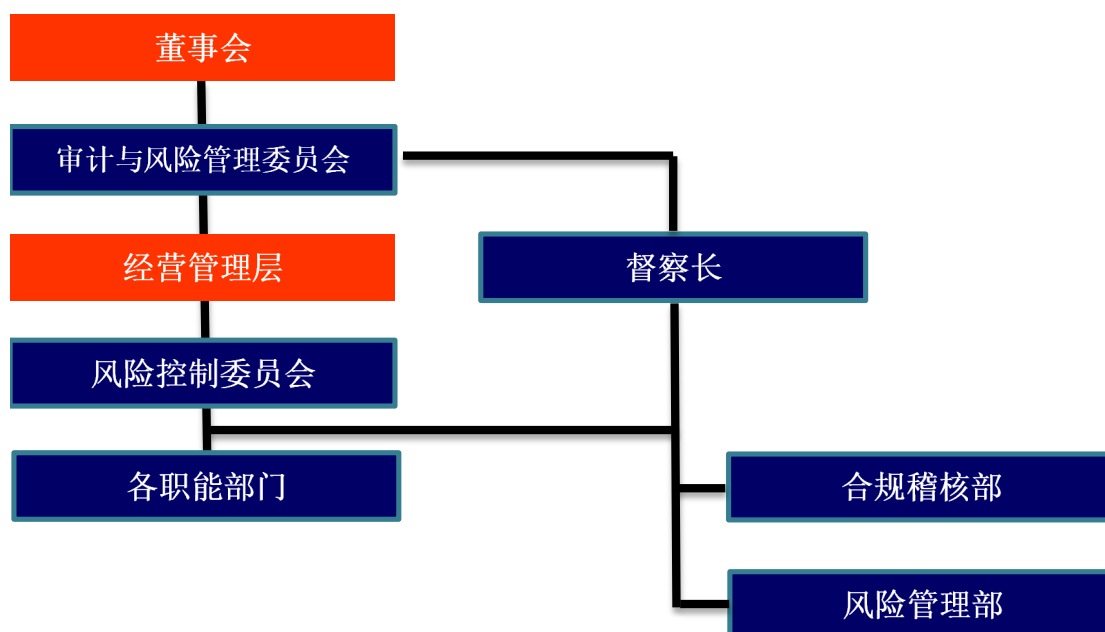 董事会
审计与风险管理委员会
经营管理层
督察长
风险控制委员会
各职能部门
合规稽核部
风险管理部